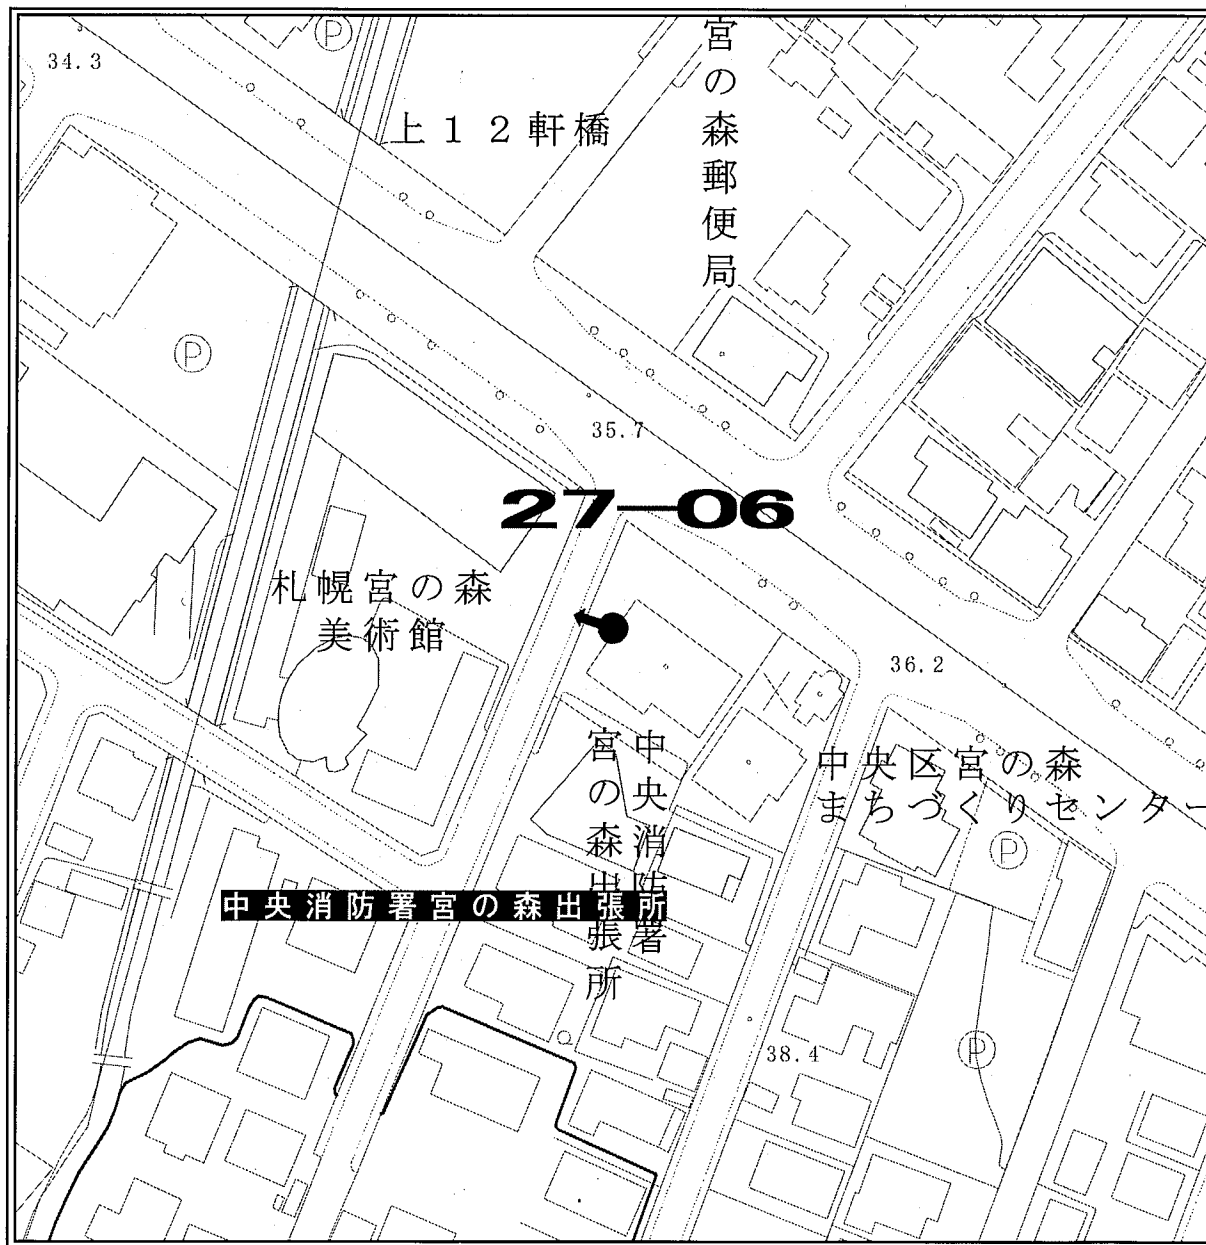 34.3
Ⓟ
上12軒橋
宮の森郵便局
Ⓟ
35.7
27-06
札幌宮の森
美術館
36.2
中央消防署
宮の森出張所
中央区宮の森
まちづくりセンター
Ⓟ
中央消防署宮の森出張所
38.4
Ⓟ